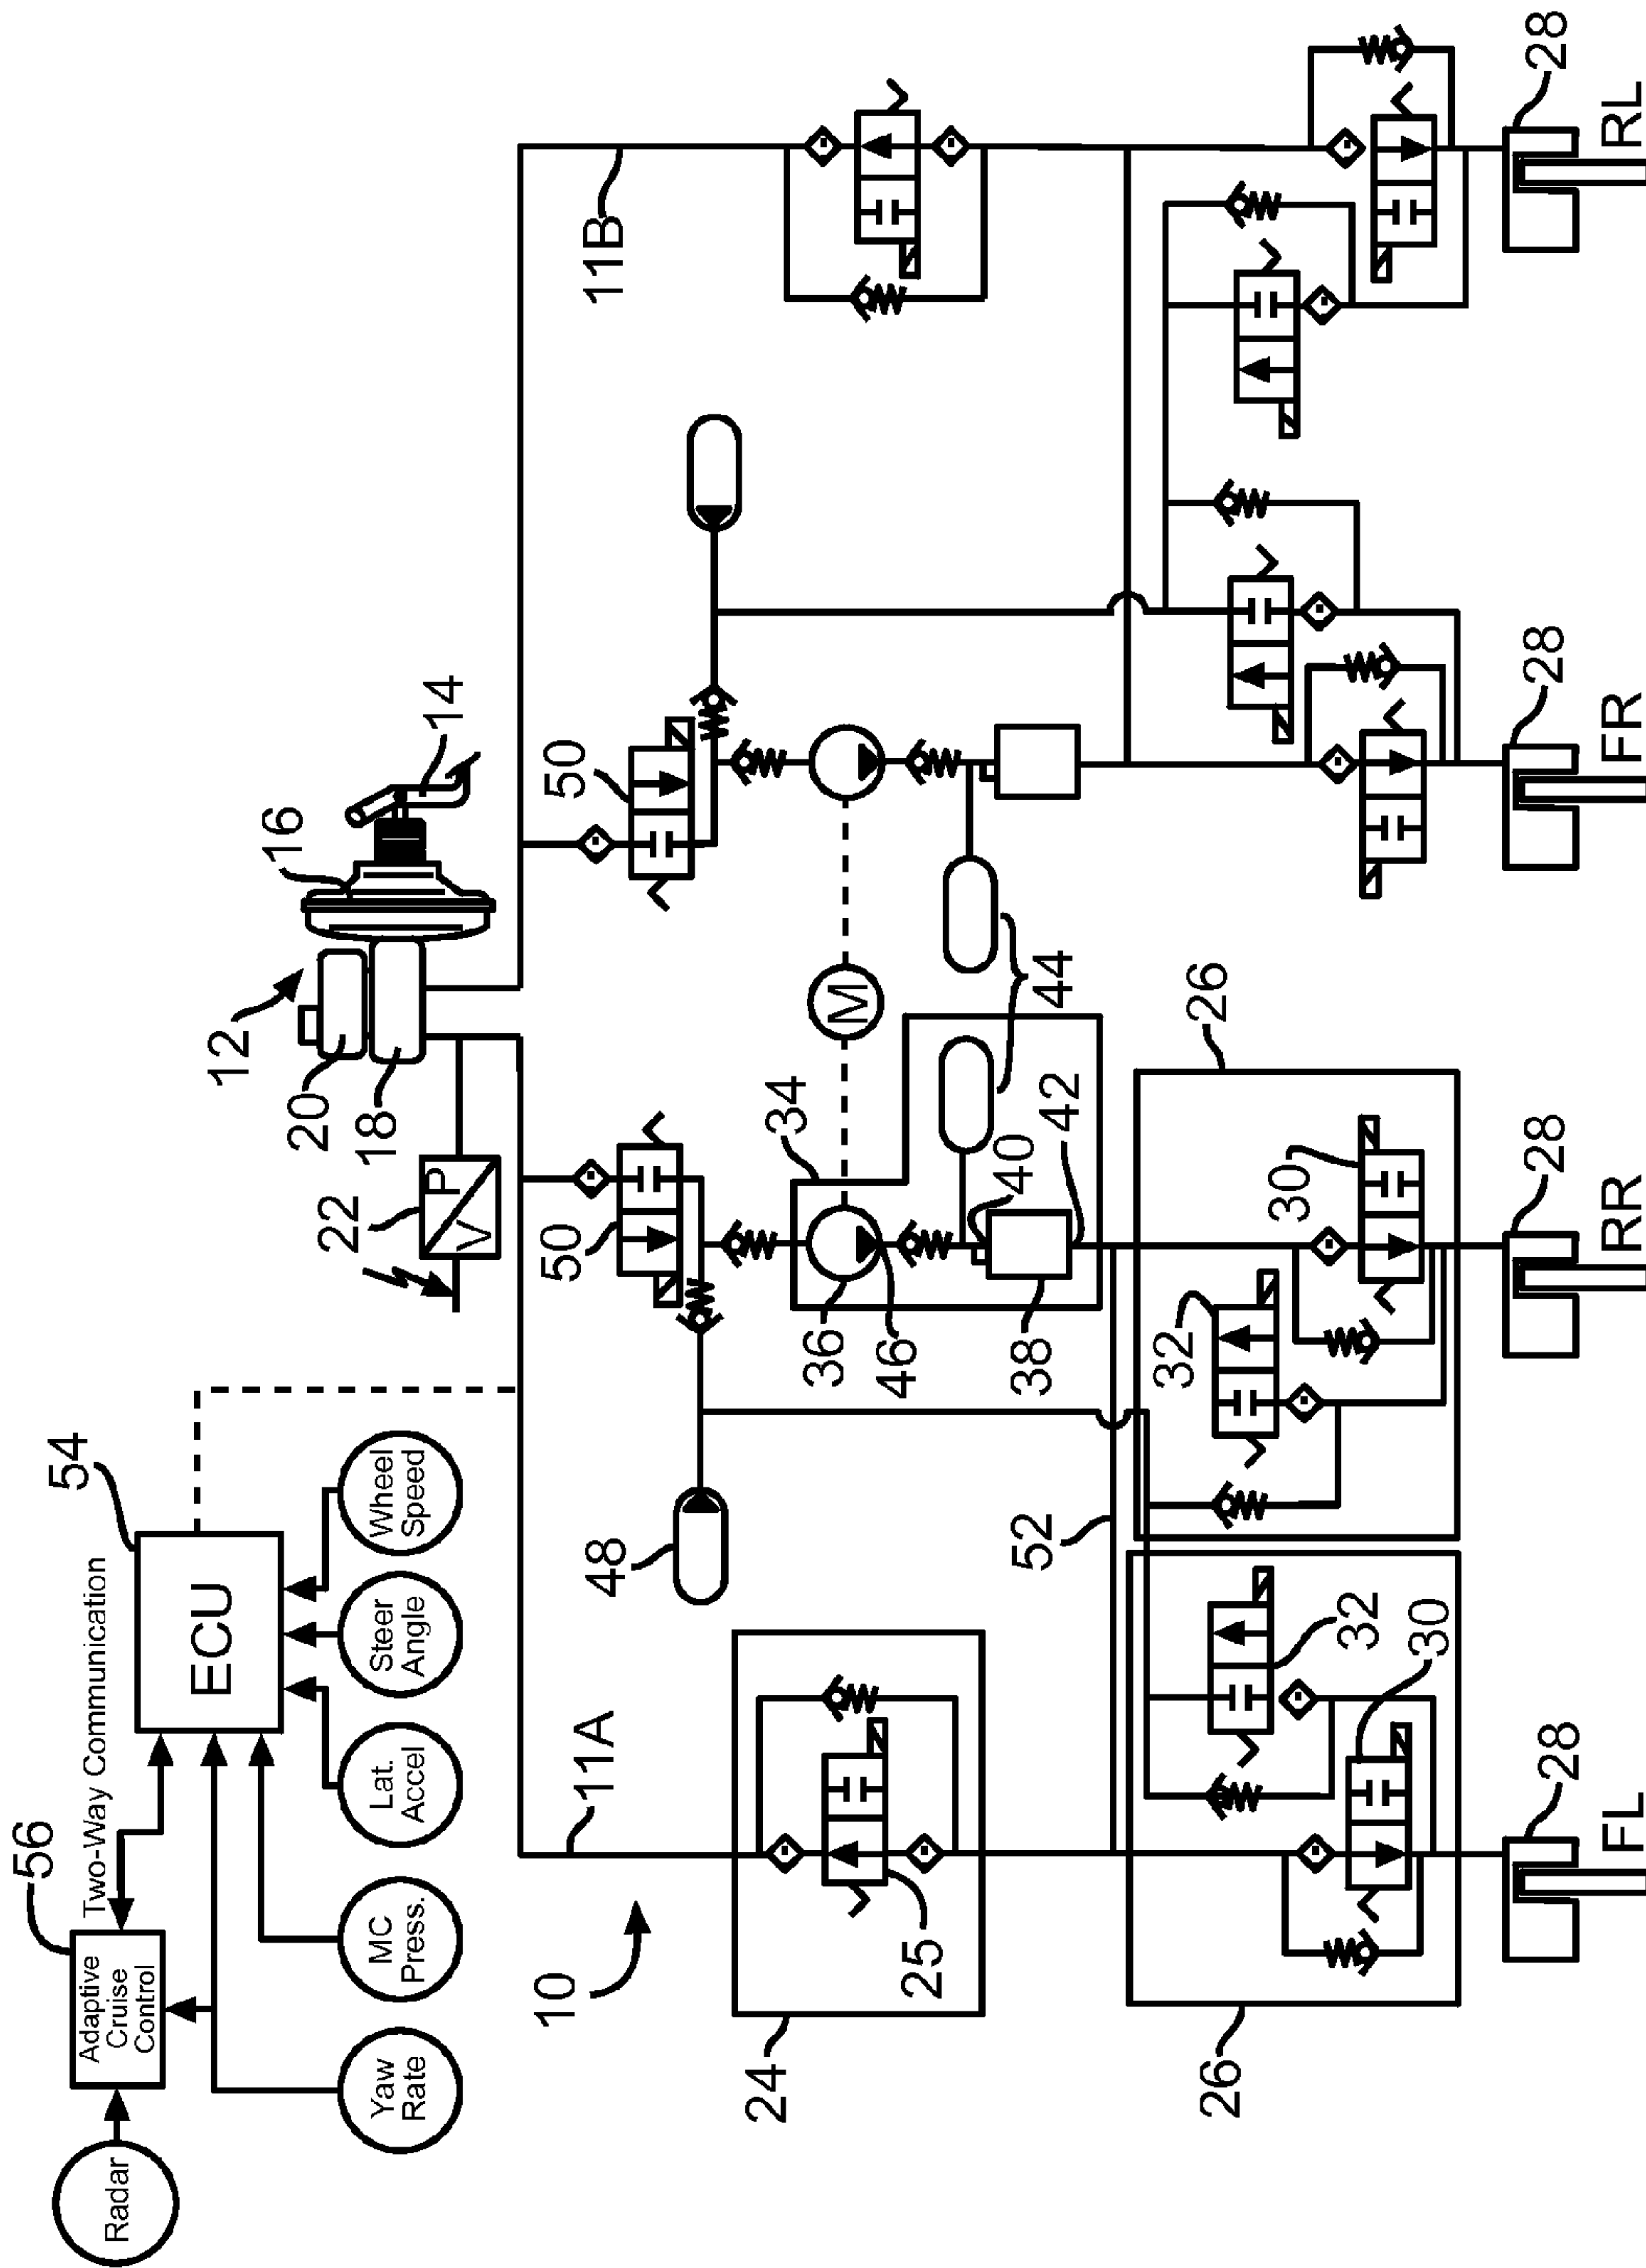 Radar
56
Adaptive
Cruise
Control
Two-Way Communication
54
ECU
Yaw
Rate
MC
Press.
Lat.
Accel
Steer
Angle
Wheel
Speed
10
11A
12
20
18
22
P
V
16
14
11B
24
25
48
50
50
34
36
46
38
M
40
42
44
52
26
26
32
30
32
30
28
FL
28
RR
28
FR
28
RL